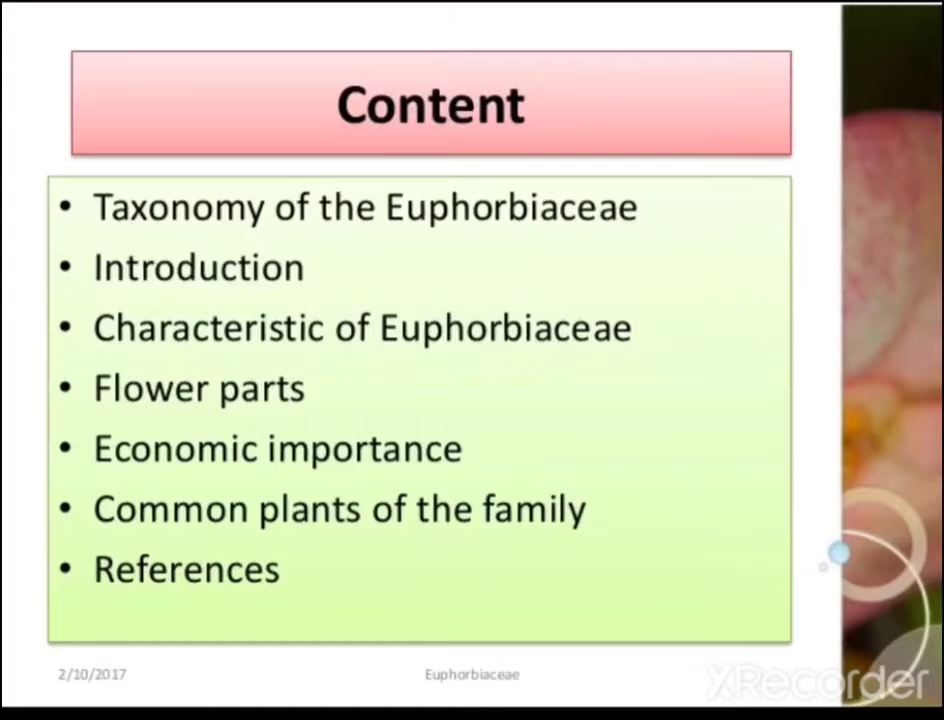 Content
• Taxonomy of the Euphorbiaceae
• Introduction
• Characteristic of Euphorbiaceae
• Flower parts
• Economic importance
• Common plants of the family
• References
2/10/2017
Euphorbiaceae
XRecorder